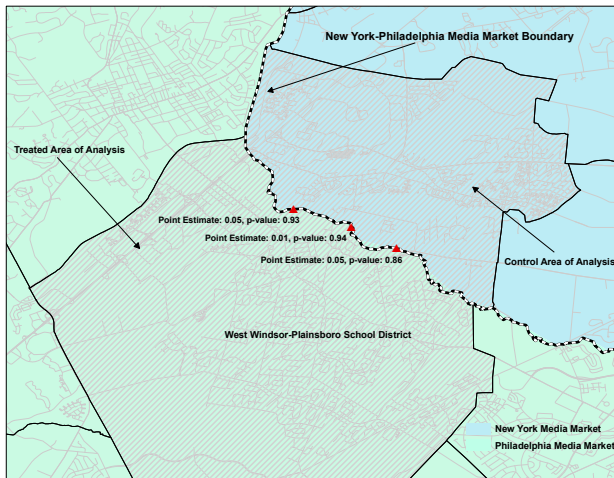 New York-Philadelphia Media Market Boundary
Treated Area of Analysis
Point Estimate: 0.05, p-value: 0.93
Point Estimate: 0.01, p-value: 0.94
Point Estimate: 0.05, p-value: 0.86
Control Area of Analysis
West Windsor-Plainsboro School District
New York Media Market
Philadelphia Media Market